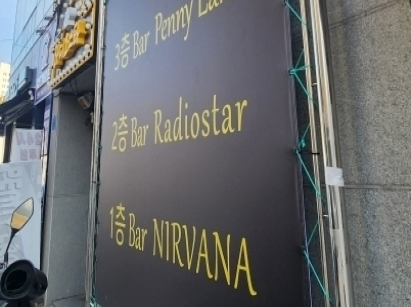 3층 Bar Penny
2층 Bar Radiostar
1층 Bar NIRVANA